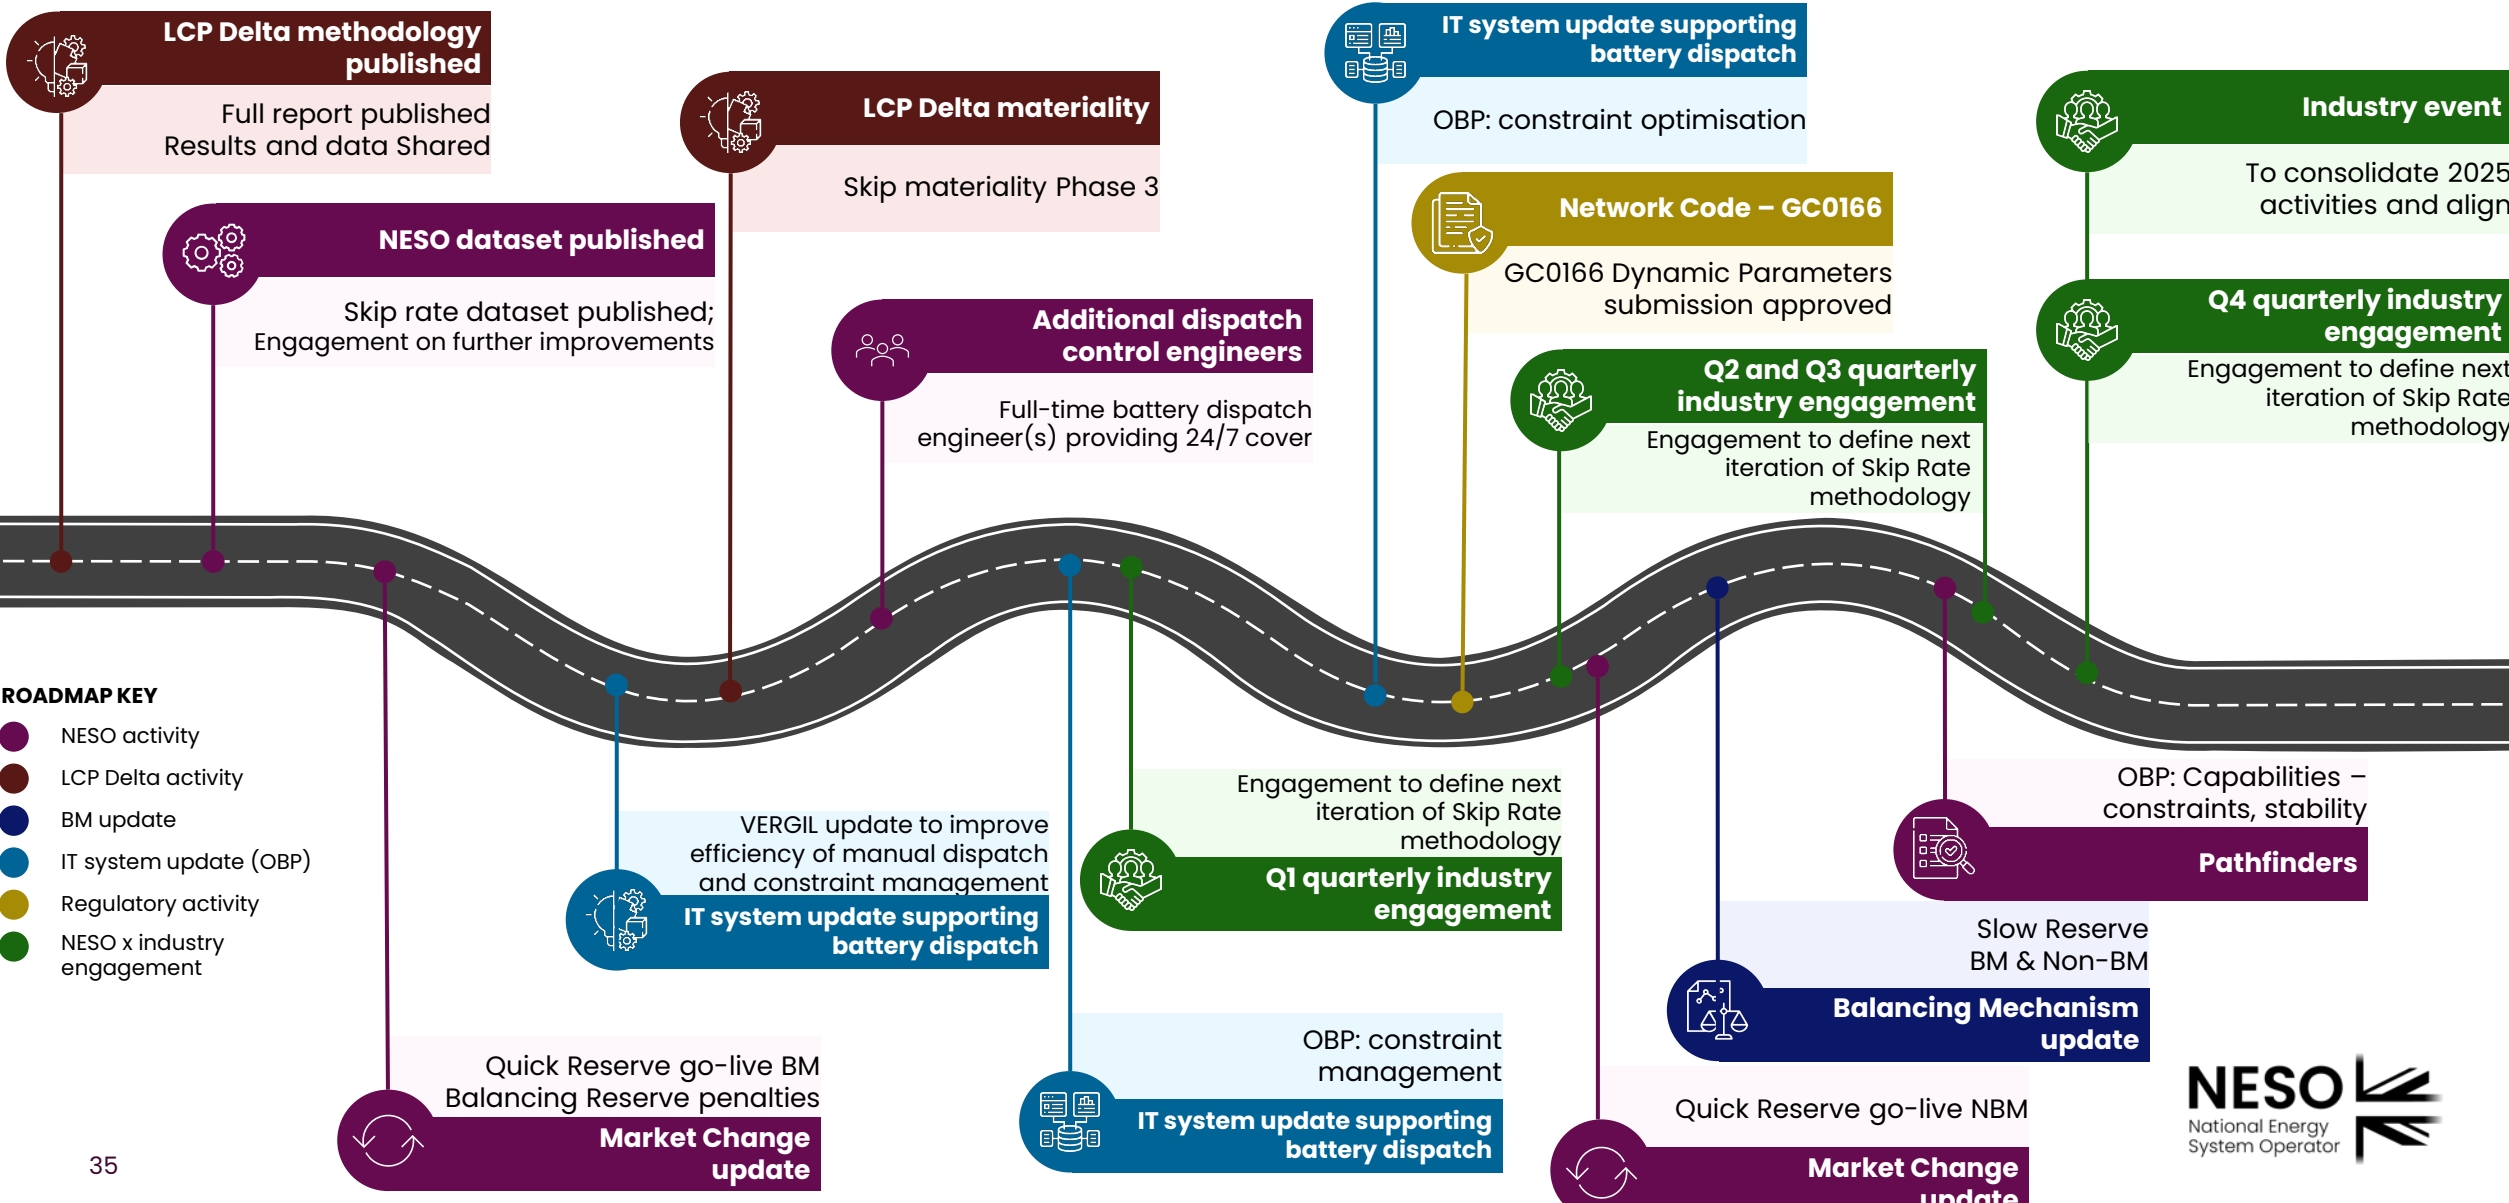 LCP Delta methodology
published
Full report published
Results and data Shared
NESO dataset published
Skip rate dataset published;
Engagement on further improvements
LCP Delta materiality
Skip materiality Phase 3
Additional dispatch
control engineers
Full-time battery dispatch
engineer(s) providing 24/7 cover
IT system update supporting
battery dispatch
OBP: constraint optimisation
Network Code – GC0166
GC0166 Dynamic Parameters
submission approved
Q2 and Q3 quarterly
industry engagement
Engagement to define next
iteration of Skip Rate
methodology
Industry event
To consolidate 2025
activities and align
Q4 quarterly industry
engagement
Engagement to define next
iteration of Skip Rate
methodology
ROADMAP KEY
NESO activity
LCP Delta activity
BM update
IT system update (OBP)
Regulatory activity
NESO x industry
engagement
Quick Reserve go-live BM
Balancing Reserve penalties
Market Change
update
VERGIL update to improve
efficiency of manual dispatch
and constraint management
IT system update supporting
battery dispatch
OBP: constraint
management
IT system update supporting
battery dispatch
Engagement to define next
iteration of Skip Rate
methodology
Q1 quarterly industry
engagement
Quick Reserve go-live NBM
Market Change
update
Slow Reserve
BM & Non-BM
Balancing Mechanism
update
OBP: Capabilities –
constraints, stability
Pathfinders
NESO
National Energy
System Operator
35